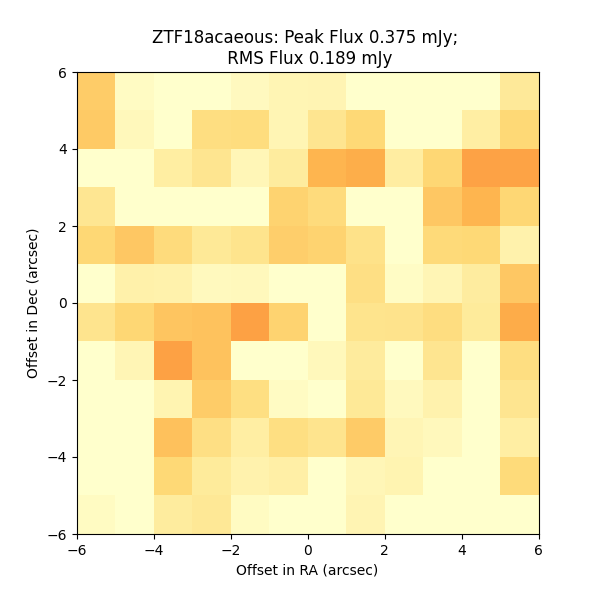 ZTF18acaeous: Peak Flux 0.375 mJy;
RMS Flux 0.189 mJy
6
4
2
0
−2
−4
−6
Offset in Dec (arcsec)
−6 −4 −2 0 2 4 6
Offset in RA (arcsec)